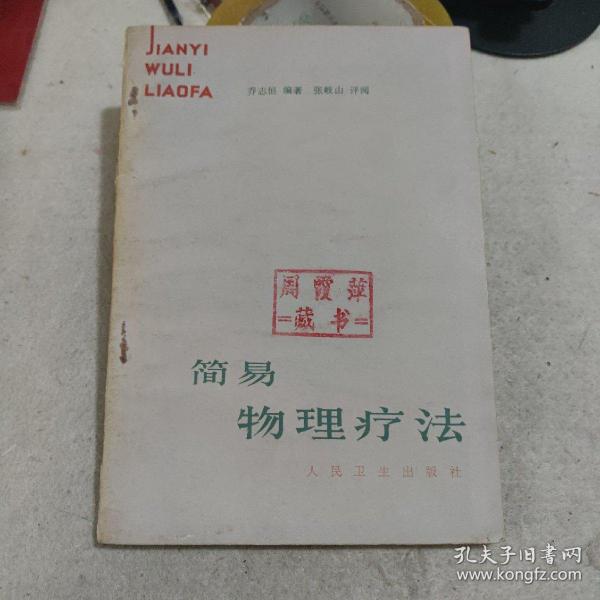 JIANYI
WULI
LIAOFA
乔志恒 编著 张岐山 评阅
周霞萍
=藏书=
简易
物理疗法
人民卫生出版社
孔夫子旧书网
www.kongfz.com